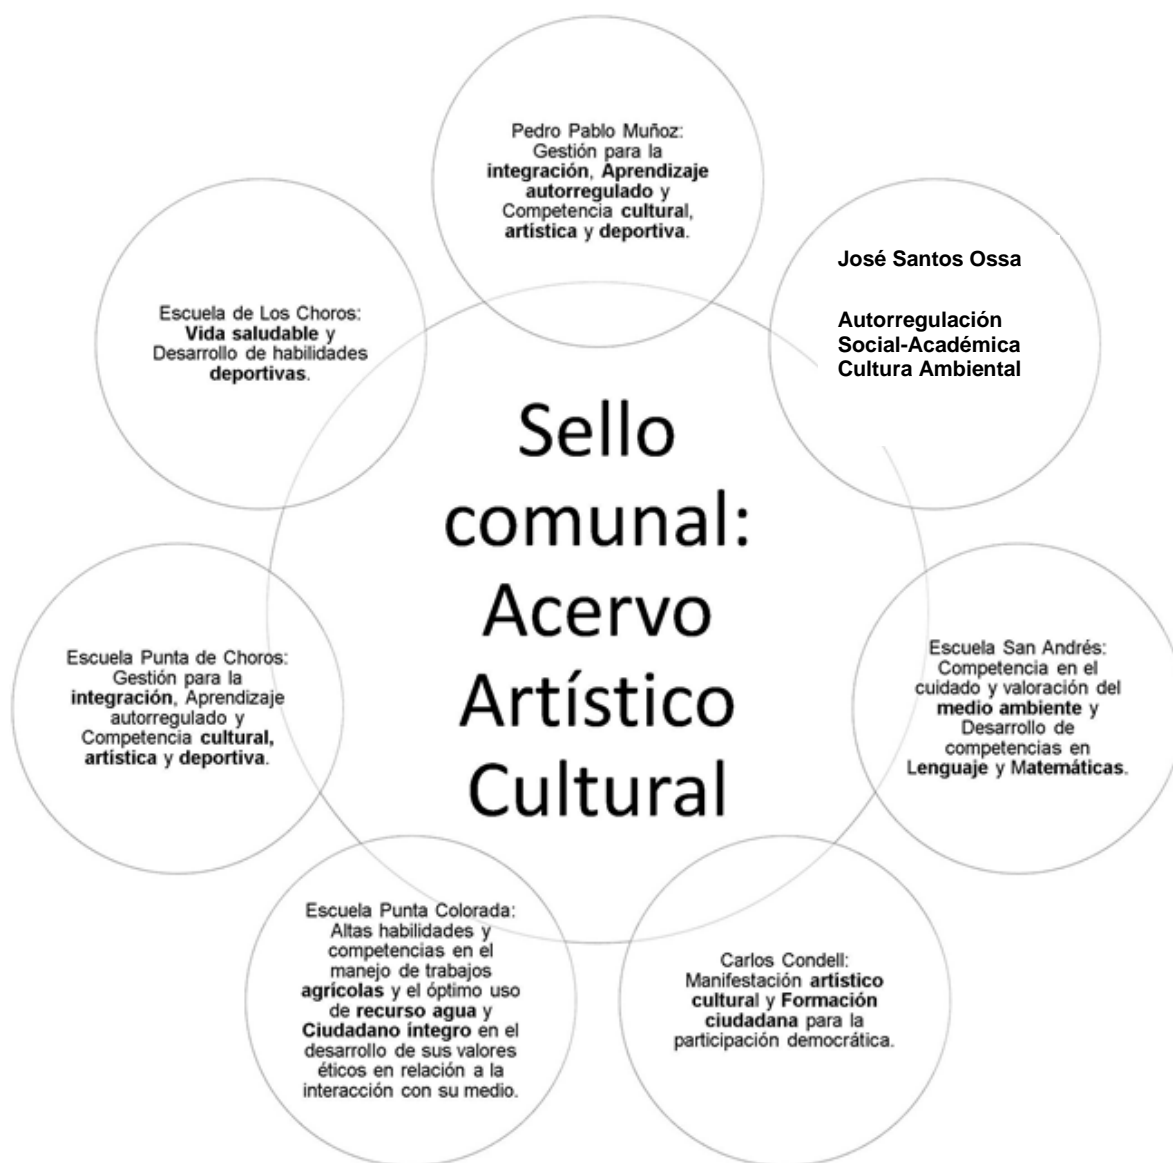 Pedro Pablo Muñoz:
Gestión para la
integración, Aprendizaje
autorregulado y
Competencia cultural,
artística y deportiva.
José Santos Ossa
Autorregulación
Social-Académica
Cultura Ambiental
Escuela San Andrés:
Competencia en el
cuidado y valoración del
medio ambiente y
Desarrollo de
competencias en
Lenguaje y Matemáticas.
Carlos Condell:
Manifestación artístico
cultural y Formación
ciudadana para la
participación democrática.
Escuela Punta Colorada:
Altas habilidades y
competencias en el
manejo de trabajos
agrícolas y el óptimo uso
de recurso agua y
Ciudadano íntegro en el
desarrollo de sus valores
éticos en relación a la
interacción con su medio.
Escuela Punta de Choros:
Gestión para la
integración, Aprendizaje
autorregulado y
Competencia cultural,
artística y deportiva.
Escuela de Los Choros:
Vida saludable y
Desarrollo de habilidades
deportivas.
Sello
comunal:
Acervo
Artístico
Cultural